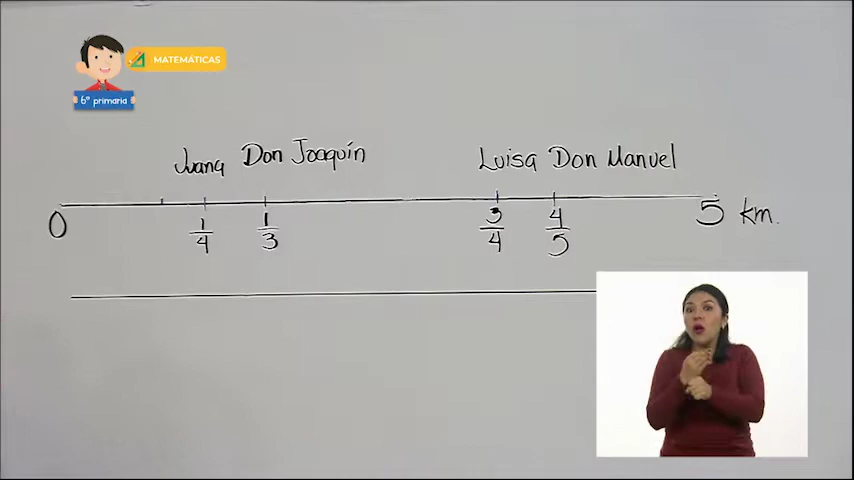 MATEMÁTICAS
6° primaria
Juana Don Joaquín Luisa Don Manuel
0 1/4 1/3 3/4 4/5 5 km.